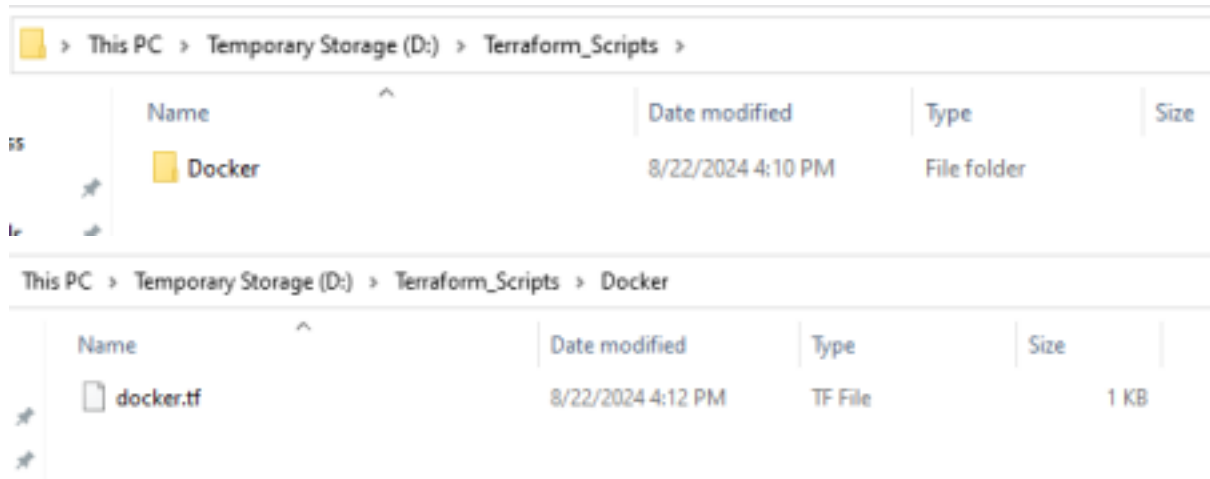 This PC > Temporary Storage (D:) > Terraform_Scripts >
Name Date modified Type Size
ss
Docker 8/22/2024 4:10 PM File folder
This PC > Temporary Storage (D:) > Terraform_Scripts > Docker
Name Date modified Type Size
docker.tf 8/22/2024 4:12 PM TF File 1 KB